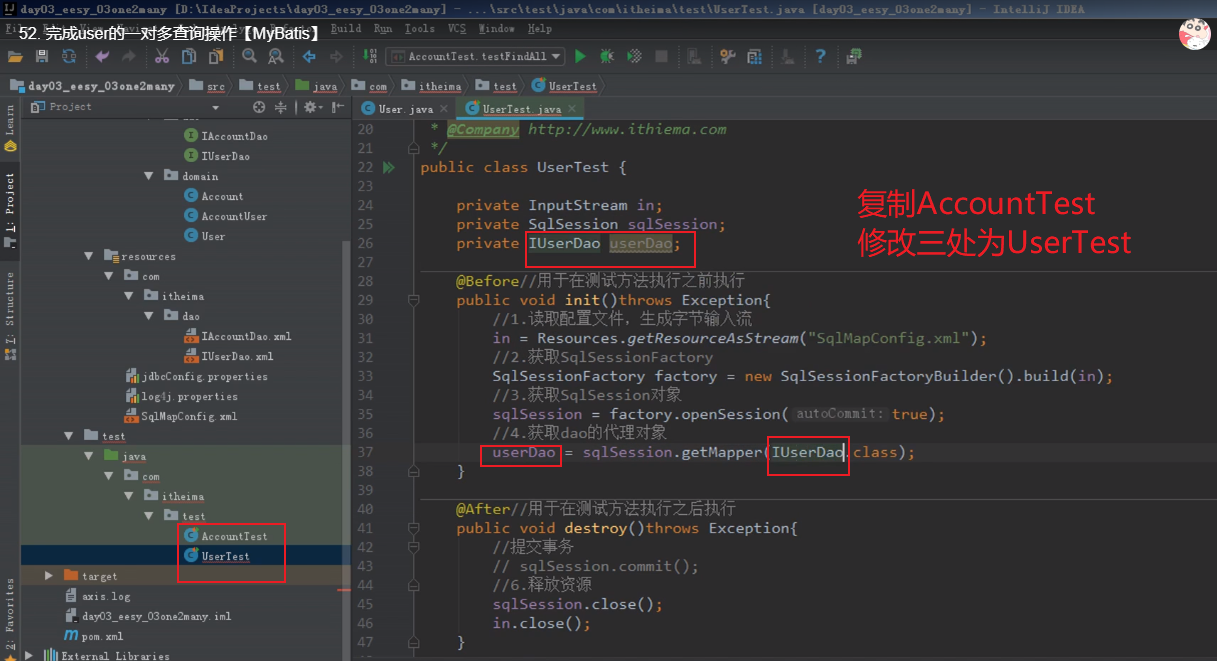 day03_eesy_03one2many [D:\IdeaProjects\day03_eesy_03one2many] - ...\src\test\java\com\itheima\test\UserTest.java [day03_eesy_03one2many] - IntelliJ IDEA
52. 完成user的一对多查询操作【MyBatis】
Build Run Tools VCS Window Help
AccountTest.testFindAll
day03_eesy_03one2many src test java com itheima test UserTest
Project
User.java UserTest.java
Learn
1: Project
7: Structure
2: Favorites
IAccountDao
IUserDao
domain
Account
AccountUser
User
resources
com
itheima
dao
IAccountDao.xml
IUserDao.xml
jdbcConfig.properties
log4j.properties
SqlMapConfig.xml
test
java
com
itheima
test
AccountTest
UserTest
target
axis.log
day03_eesy_03one2many.iml
pom.xml
External Libraries
20 * @Company http://www.ithiema.com
21 */
22 public class UserTest {
23
24 private InputStream in;
25 private SqlSession sqlSession;
26 private IUserDao userDao;
27
28 @Before//用于在测试方法执行之前执行
29 public void init()throws Exception{
30 //1.读取配置文件，生成字节输入流
31 in = Resources.getResourceAsStream("SqlMapConfig.xml");
32 //2.获取SqlSessionFactory
33 SqlSessionFactory factory = new SqlSessionFactoryBuilder().build(in);
34 //3.获取SqlSession对象
35 sqlSession = factory.openSession( autoCommit: true);
36 //4.获取dao的代理对象
37 userDao = sqlSession.getMapper(IUserDao.class);
38 }
39
40 @After//用于在测试方法执行之后执行
41 public void destroy()throws Exception{
42 //提交事务
43 // sqlSession.commit();
44 //6.释放资源
45 sqlSession.close();
46 in.close();
47 }
复制AccountTest
修改三处为UserTest